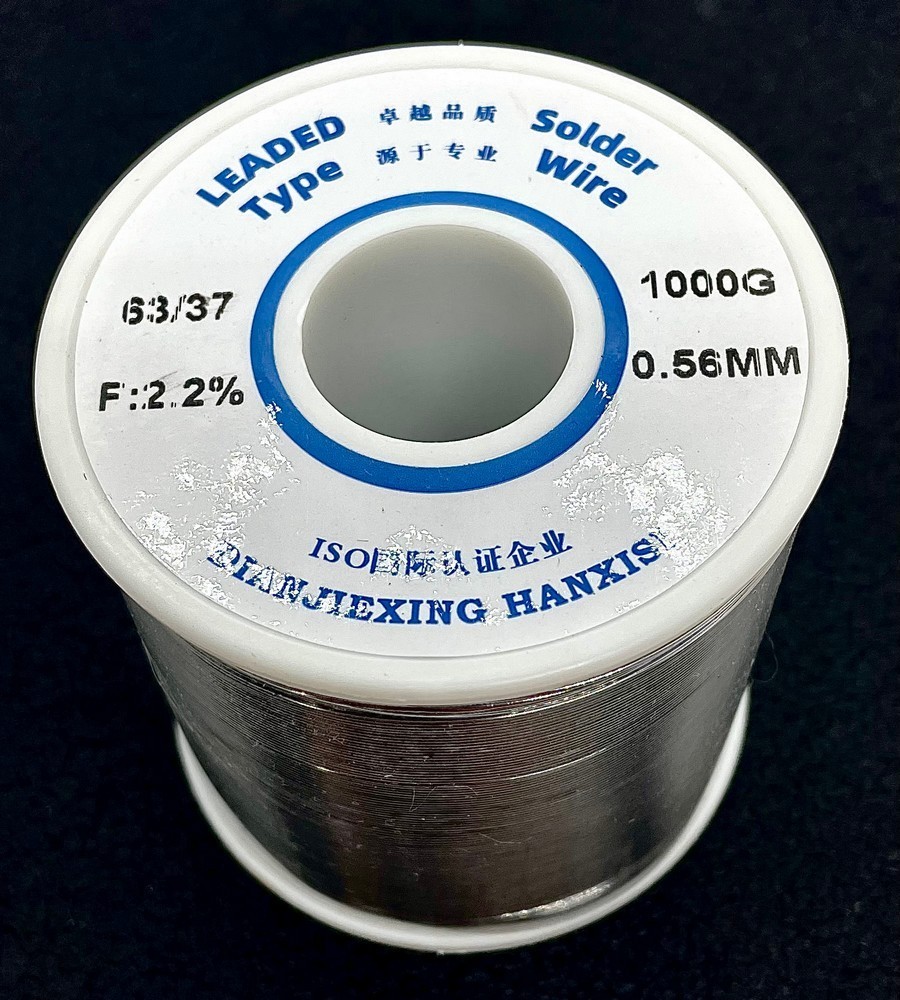 LEADED Type
卓越品质
源于专业
Solder Wire
63/37
F:2.2%
1000G
0.56MM
ISO国际认证企业
DIANJIEXING HANXISI